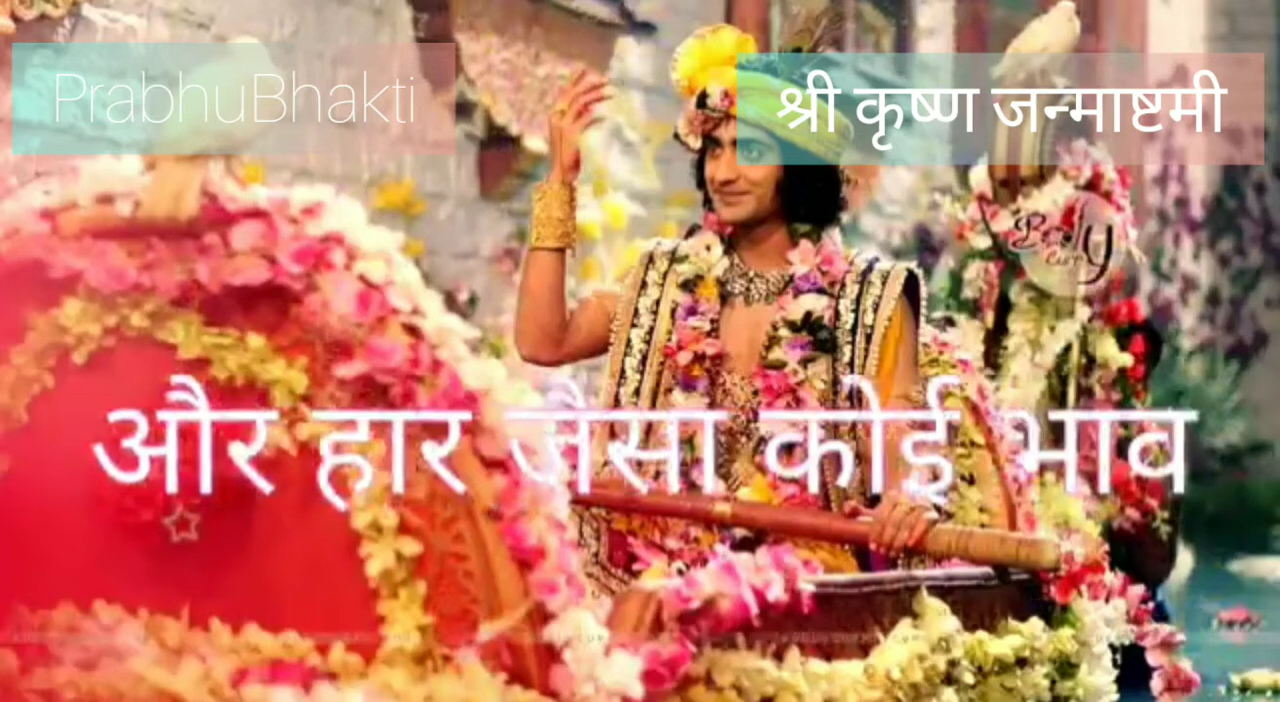 PrabhuBhakti
श्री कृष्ण जन्माष्टमी
और हार जैसा कोई भाव